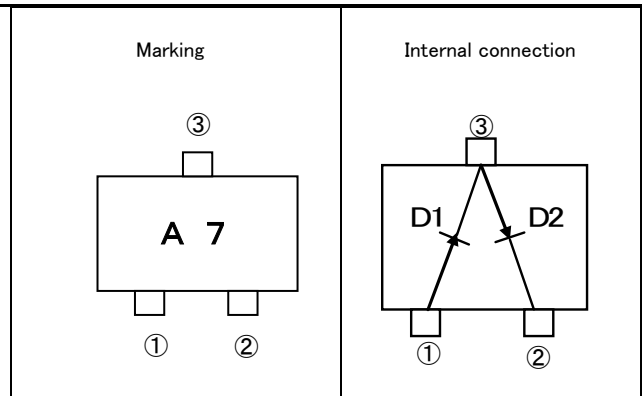 Marking
③
A 7
①
②
Internal connection
③
D1
D2
①
②